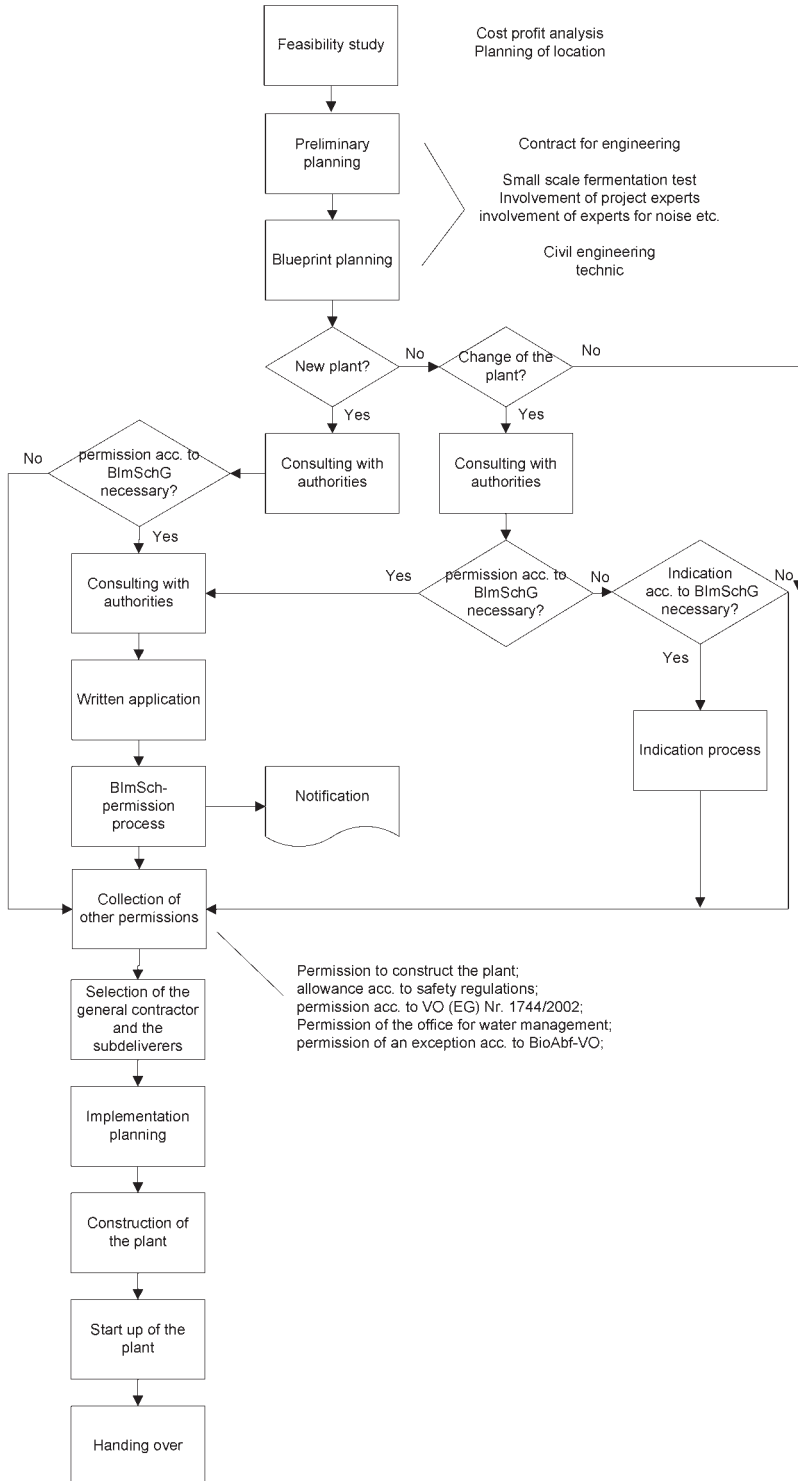 Feasibility study
Cost profit analysis
Planning of location
Preliminary
planning
Contract for engineering
Small scale fermentation test
Involvement of project experts
involvement of experts for noise etc.
Civil engineering
technic
Blueprint planning
New plant?
No
Change of the
plant?
No
Yes
Yes
Consulting with
authorities
Consulting with
authorities
No
permission acc. to
BImSchG
necessary?
Yes
Consulting with
authorities
Yes
permission acc. to
BImSchG
necessary?
No
Indication
acc. to BImSchG
necessary?
No
Yes
Written application
Indication process
BImSch-
permission
process
Notification
Collection of
other permissions
Permission to construct the plant;
allowance acc. to safety regulations;
permission acc. to VO (EG) Nr. 1744/2002;
Permission of the office for water management;
permission of an exception acc. to BioAbf-VO;
Selection of the
general contractor
and the
subdeliverers
Implementation
planning
Construction of
the plant
Start up of the
plant
Handing over